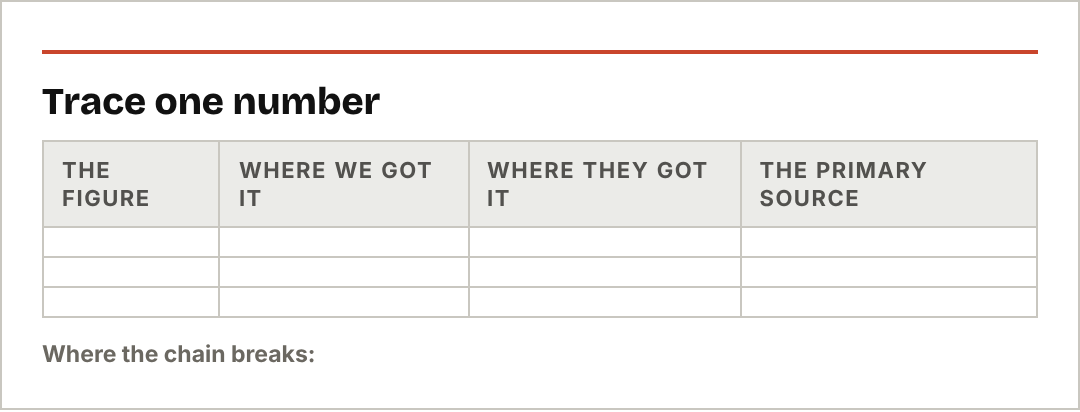 Trace one number
THE FIGURE
WHERE WE GOT IT
WHERE THEY GOT IT
THE PRIMARY SOURCE
Where the chain breaks: